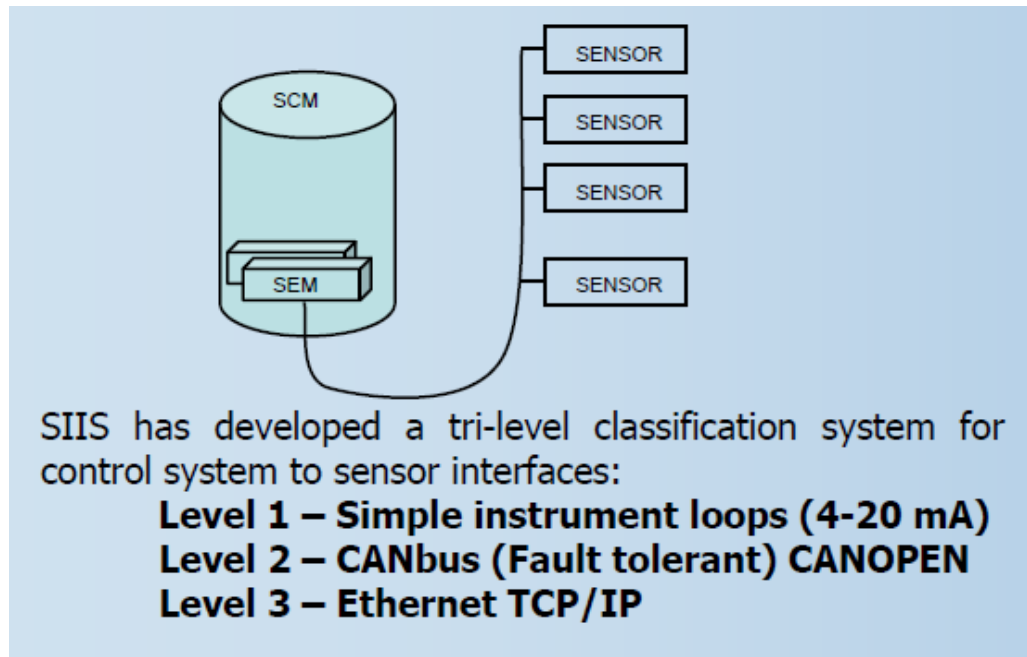 SENSOR
SCM
SENSOR
SENSOR
SEM
SENSOR
SIIS has developed a tri-level classification system for
control system to sensor interfaces:
Level 1 – Simple instrument loops (4-20 mA)
Level 2 – CANbus (Fault tolerant) CANOPEN
Level 3 – Ethernet TCP/IP